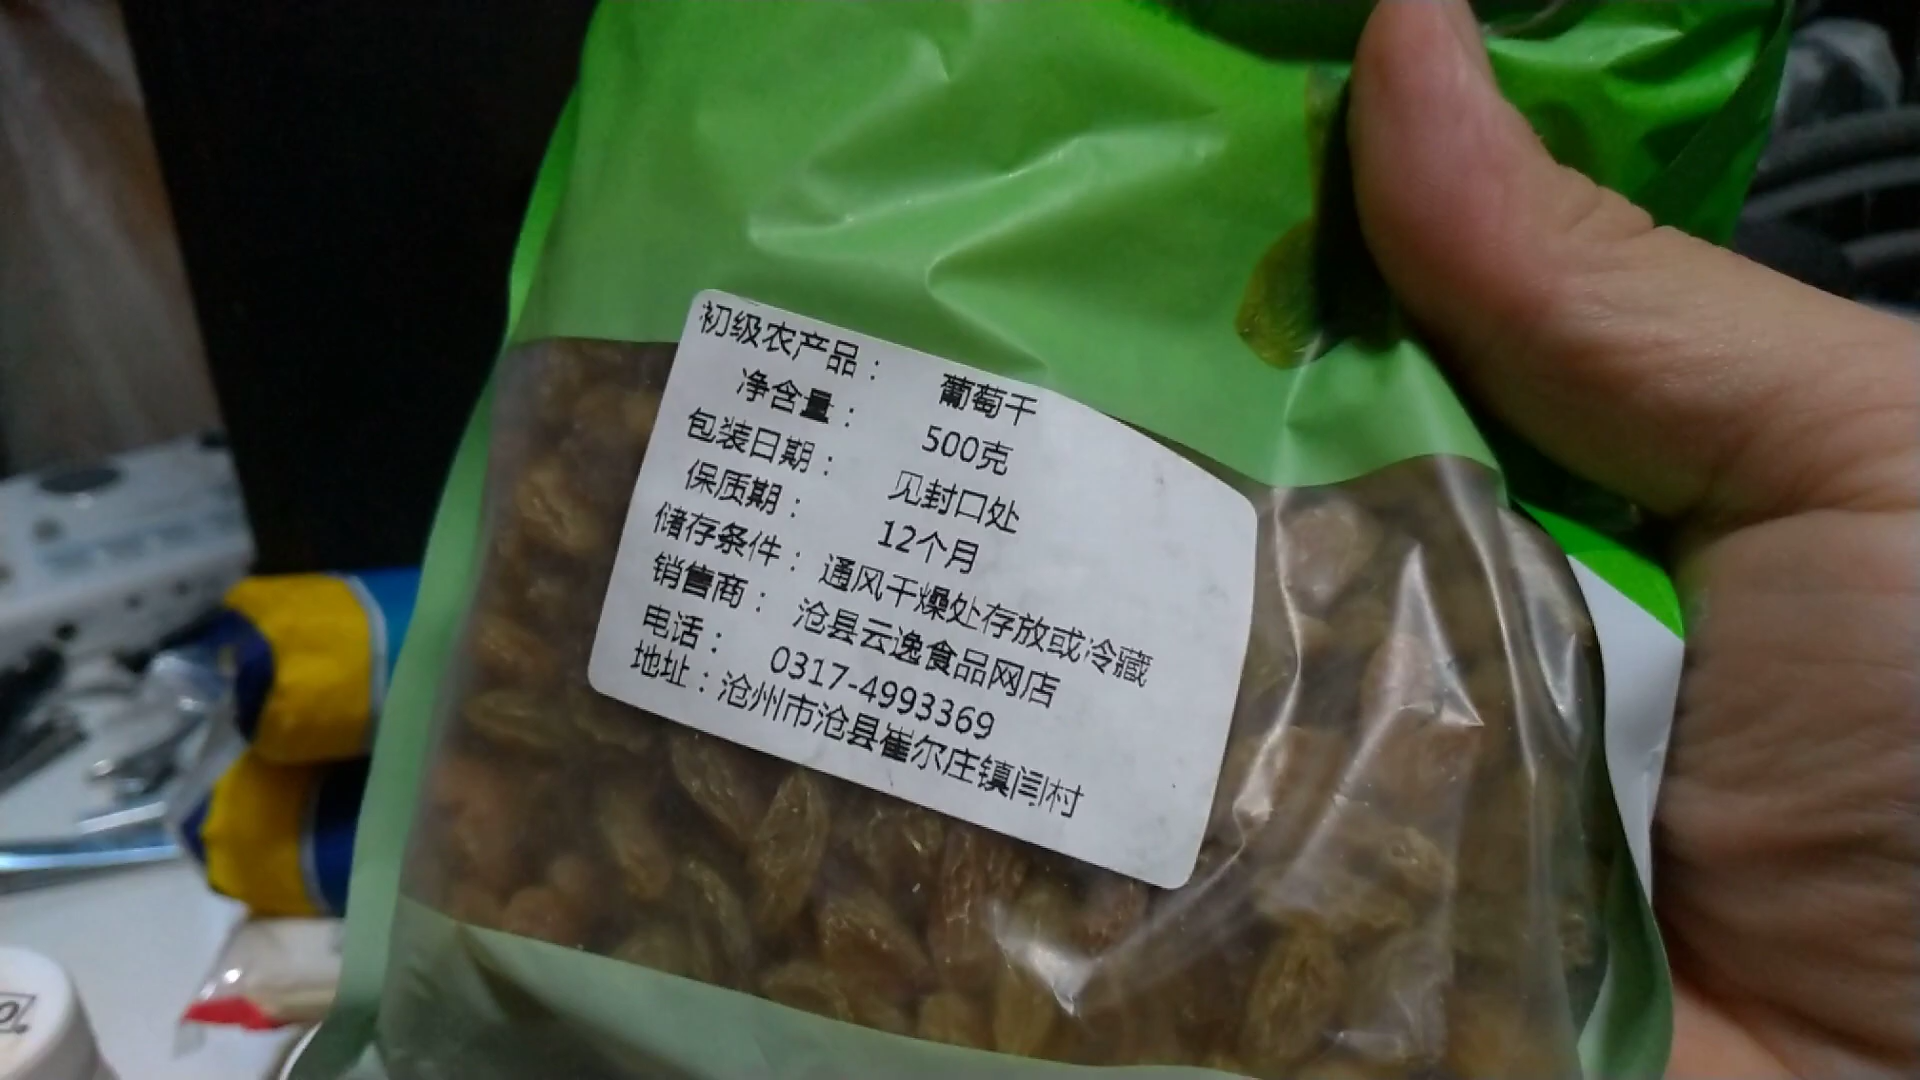 初级农产品： 葡萄干
净含量： 500克
包装日期： 见封口处
保质期： 12个月
储存条件： 通风干燥处存放或冷藏
销售商： 沧县云逸食品网店
电话： 0317-4993369
地址：沧州市沧县崔尔庄镇闫村